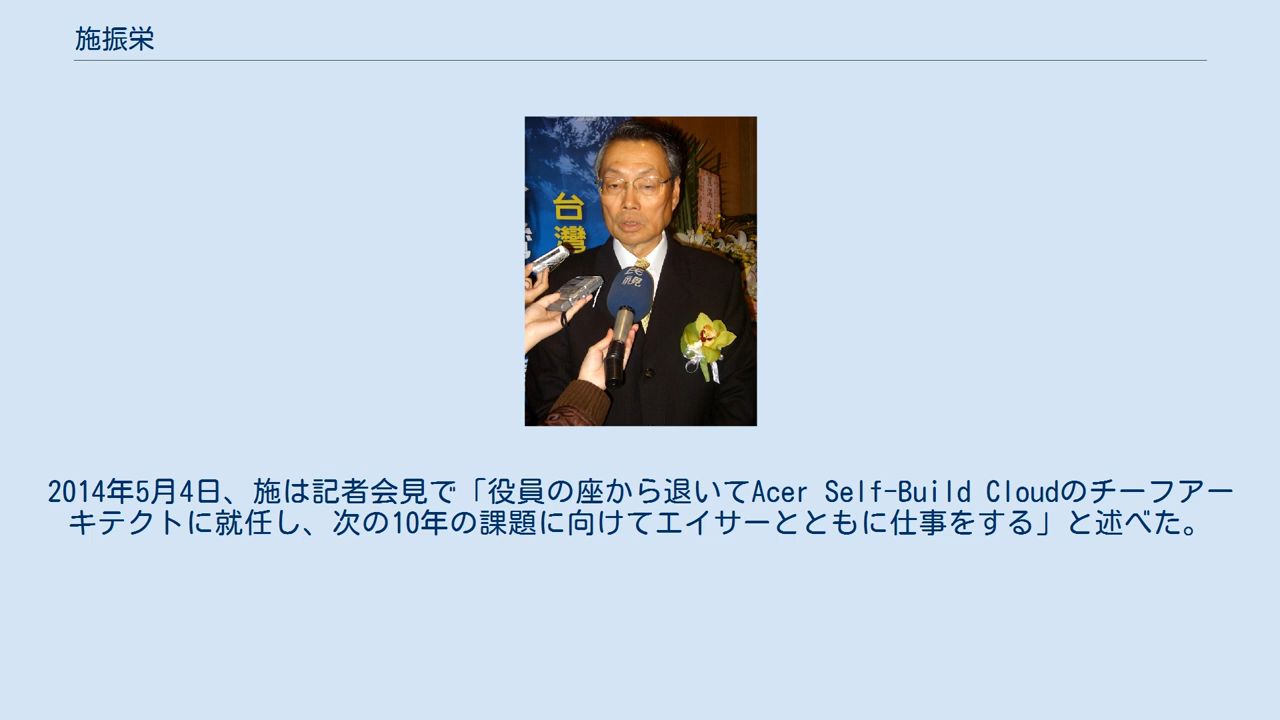 施振栄
台
灣
民
視
2014年5月4日、施は記者会見で「役員の座から退いてAcer Self-Build Cloudのチーフアー
キテクトに就任し、次の10年の課題に向けてエイサーとともに仕事をする」と述べた。